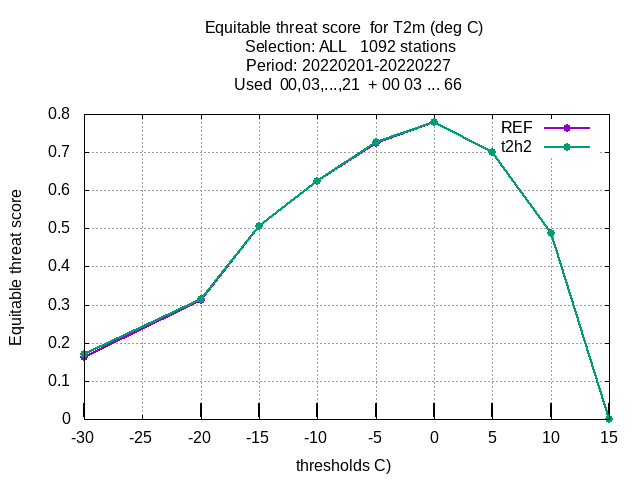 Equitable threat score  for T2m (deg C)
Selection: ALL   1092 stations
Period: 20220201-20220227
Used  00,03,...,21  + 00 03 ... 66
REF
t2h2
Equitable threat score
0.8
0.7
0.6
0.5
0.4
0.3
0.2
0.1
0
-30 -25 -20 -15 -10 -5 0 5 10 15
thresholds C)